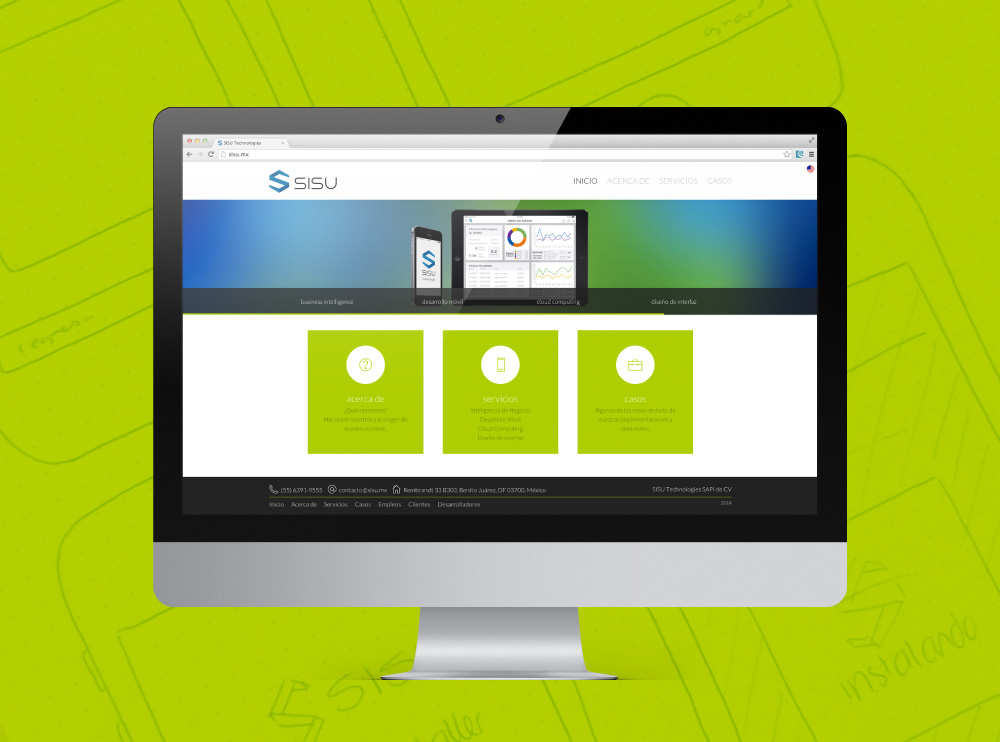 regresa
SISU Technologies
sisu.mx
SISU
INICIO ACERCA DE SERVICIOS CASOS
SISU
business intelligence desarrollo móvil cloud computing diseño de interfaz
acerca de
¿Quiénes somos?
Más sobre nosotros y el origen de
nuestro nombre.
servicios
Inteligencia de Negocio
Desarrollo Móvil
Cloud Computing
Diseño de Interfaz
casos
Algunos de los casos de éxito de
nuestras implementaciones y
desarrollos.
(55) 6391-9555 contacto@sisu.mx Rembrandt 33 B303, Benito Juárez, DF 03700, México
SISU Technologies SAPI de CV
Inicio Acerca de Servicios Casos Empleos Clientes Desarrolladores
2014
instalando
SIS